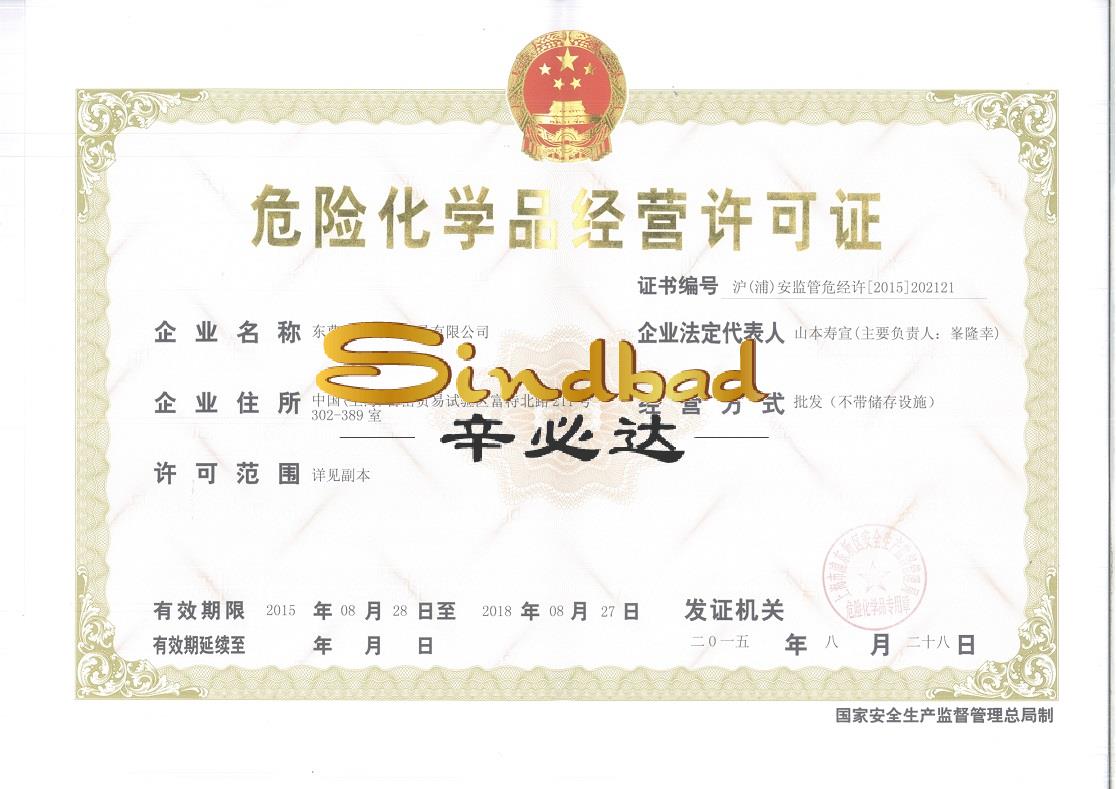 危险化学品经营许可证
证书编号 沪(浦)安监管危经许[2015]202121
企业名称 有限公司 企业法定代表人 山本寿宣(主要负责人：峯隆幸)
Sindbad
企业住所 中国 贸易试验区富特北路211号 经营方式 批发（不带储存设施）
302-389室
辛必达
许可范围 详见副本
上海市浦东新区安全生产监督管理局
危险化学品专用章
有效期限 2015 年 08 月 28 日至 2018 年 08 月 27 日 发证机关
有效期延续至 年 月 日 二0一五 年 八 月 二十八 日
国家安全生产监督管理总局制